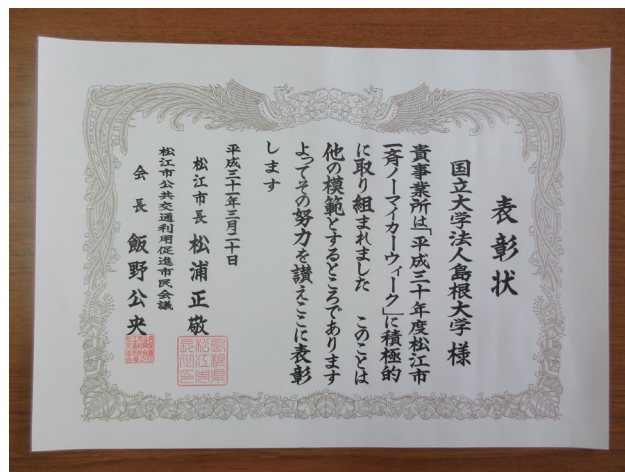 表彰状
国立大学法人島根大学 様
貴事業所は「平成三十年度松江市
一斉ノーマイカーウィーク」に積極的
に取り組まれました　このことは
他の模範とするところであります
よってその努力を讃えここに表彰
します
平成三十一年三月二十日
松江市長 松浦正敬
松江市公共交通利用促進市民会議
会長 飯野公央